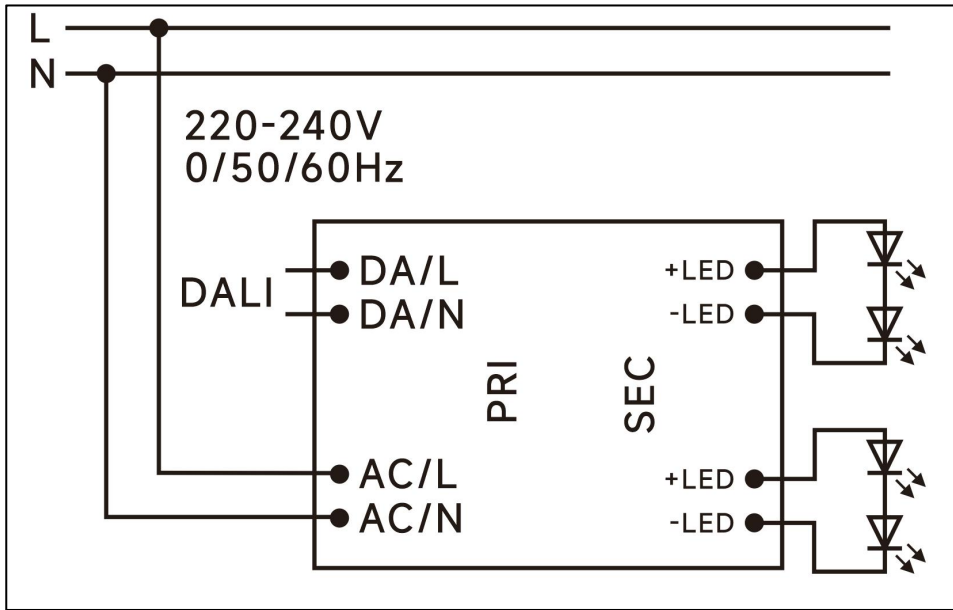 L
N
220-240V
0/50/60Hz
DALI
DA/L
DA/N
PRI
SEC
AC/L
AC/N
+LED
-LED
+LED
-LED